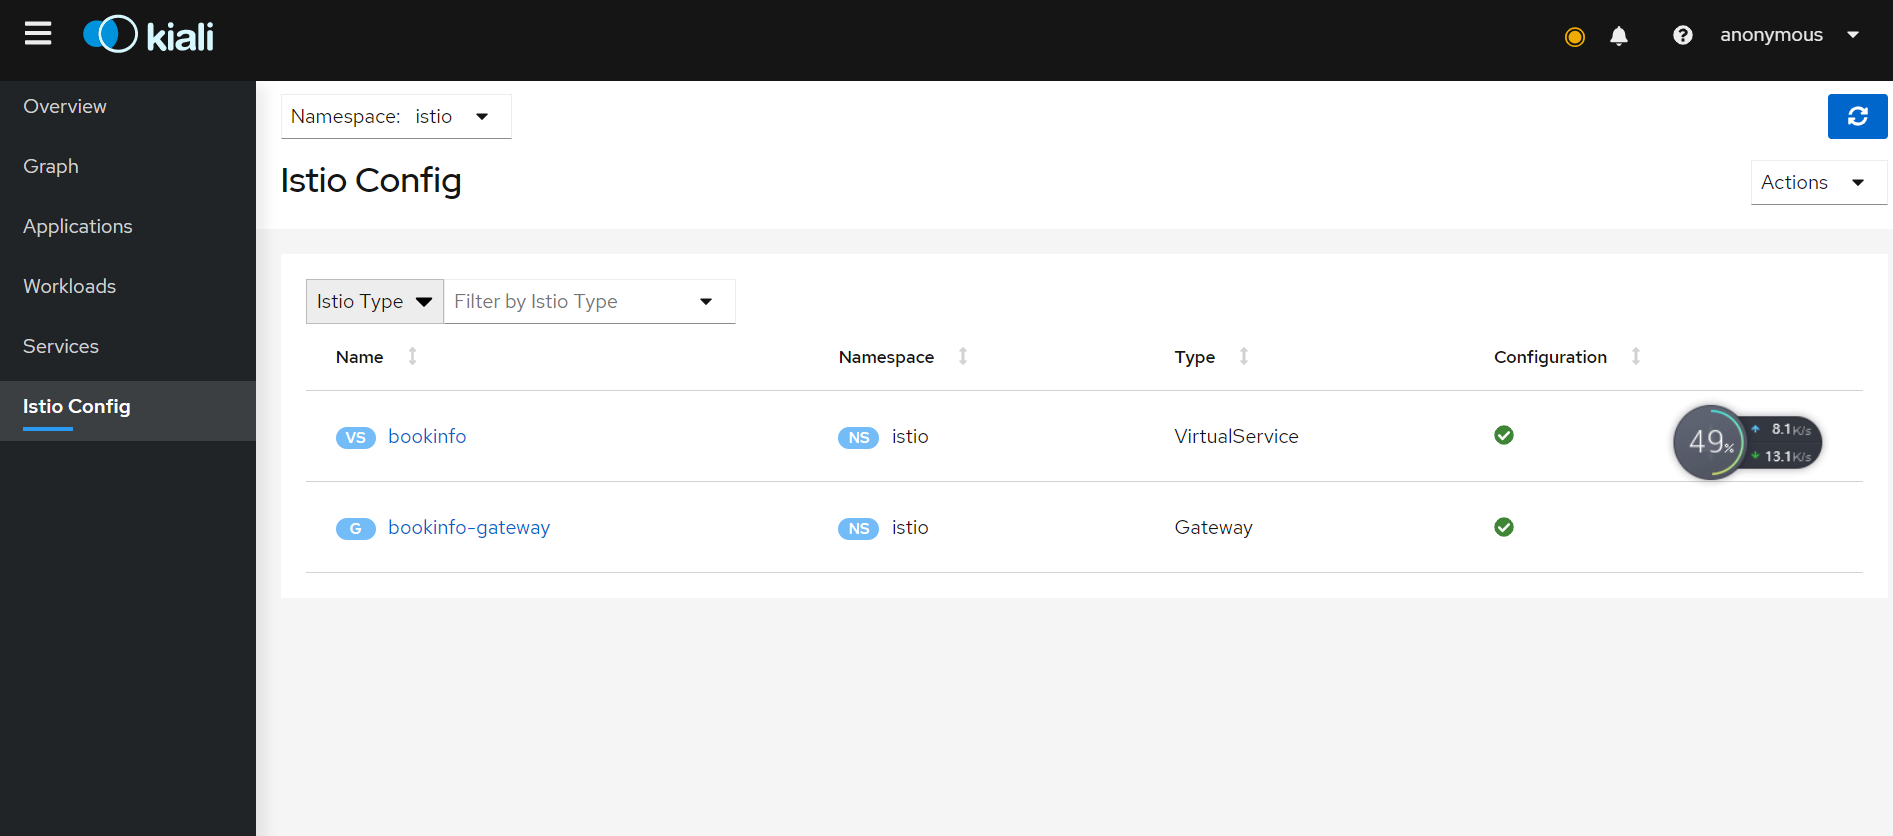 kiali
anonymous
Overview
Graph
Applications
Workloads
Services
Istio Config
Namespace: istio
Istio Config
Actions
Istio Type Filter by Istio Type
Name Namespace Type Configuration
VS bookinfo NS istio VirtualService
49% 8.1K/s
13.1K/s
G bookinfo-gateway NS istio Gateway